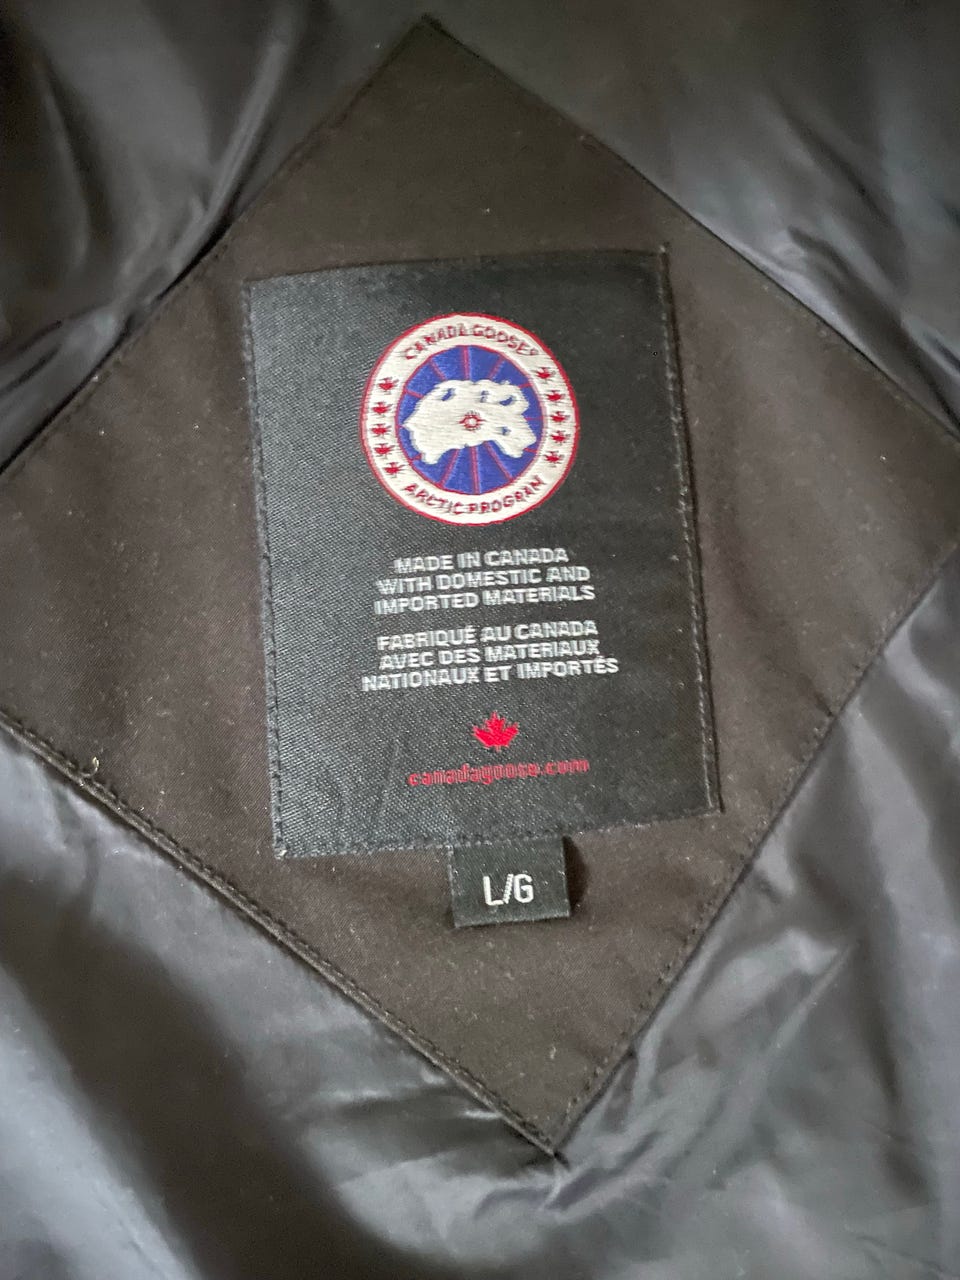 CANADA GOOSE®
ARCTIC PROGRAM
MADE IN CANADA
WITH DOMESTIC AND
IMPORTED MATERIALS
FABRIQUÉ AU CANADA
AVEC DES MATERIAUX
NATIONAUX ET IMPORTÉS
canadagoose.com
L/G